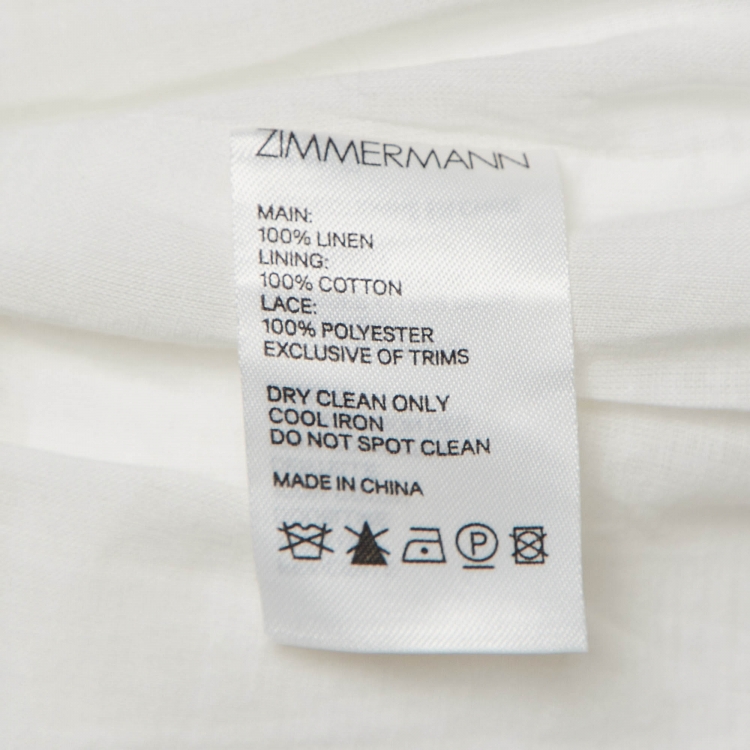 ZIMMERMANN
MAIN:
100% LINEN
LINING:
100% COTTON
LACE:
100% POLYESTER
EXCLUSIVE OF TRIMS
DRY CLEAN ONLY
COOL IRON
DO NOT SPOT CLEAN
MADE IN CHINA
P